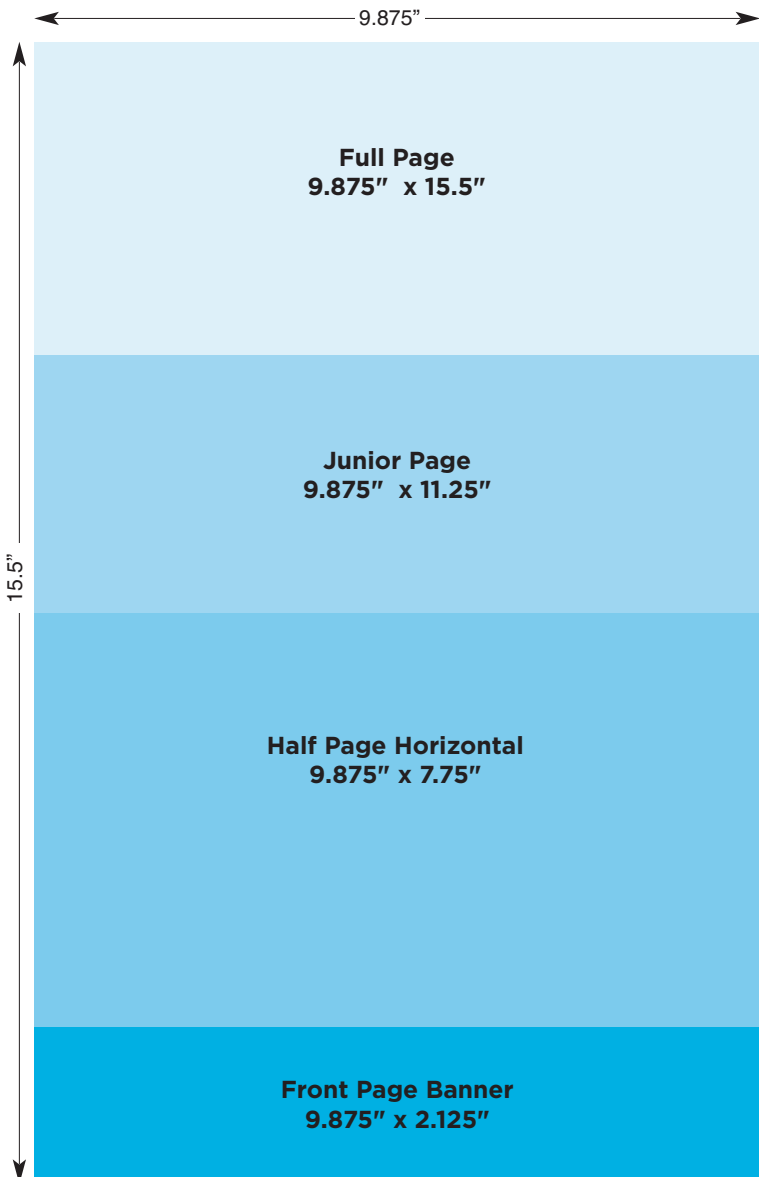 9.875”
Full Page
9.875"  x 15.5"
Junior Page
9.875"  x 11.25"
15.5”
Half Page Horizontal
9.875" x 7.75"
Front Page Banner
9.875" x 2.125"